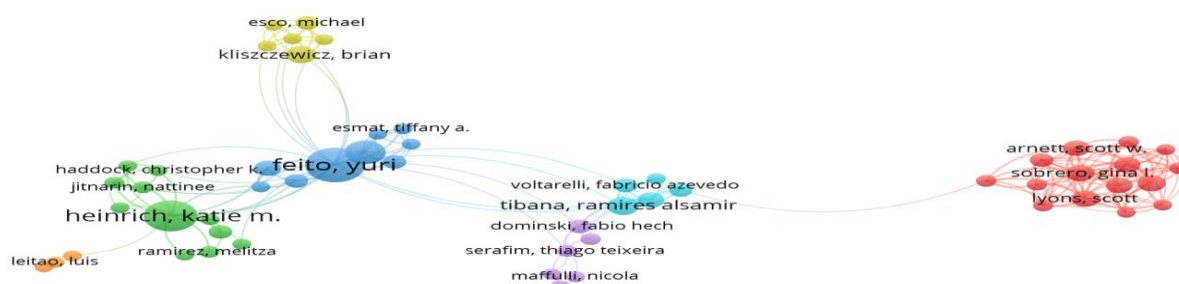 esco, michael
kliszczewicz, brian
esmat, tiffany a.
feito, yuri
haddock, christopher k.
jitnarin, nattinee
heinrich, katie m.
ramirez, melitza
leitao, luis
voltarelli, fabricio azevedo
tibana, ramires alsamir
dominski, fabio hech
serafim, thiago teixeira
maffulli, nicola
arnett, scott w.
sobrero, gina l.
lyons, scott